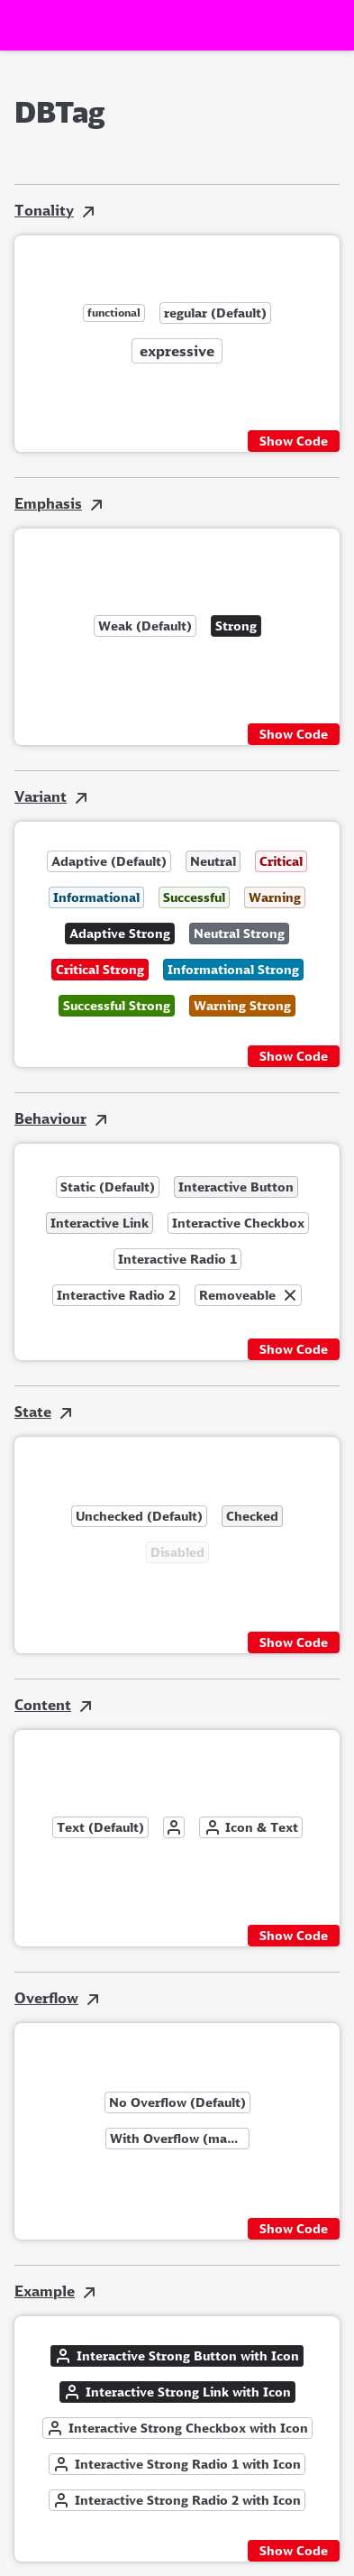 DBTag
Tonality
functional regular (Default)
expressive
Show Code
Emphasis
Weak (Default) Strong
Show Code
Variant
Adaptive (Default) Neutral Critical
Informational Successful Warning
Adaptive Strong Neutral Strong
Critical Strong Informational Strong
Successful Strong Warning Strong
Show Code
Behaviour
Static (Default) Interactive Button
Interactive Link Interactive Checkbox
Interactive Radio 1
Interactive Radio 2 Removeable
Show Code
State
Unchecked (Default) Checked
Disabled
Show Code
Content
Text (Default) Icon & Text
Show Code
Overflow
No Overflow (Default)
With Overflow (ma...
Show Code
Example
Interactive Strong Button with Icon
Interactive Strong Link with Icon
Interactive Strong Checkbox with Icon
Interactive Strong Radio 1 with Icon
Interactive Strong Radio 2 with Icon
Show Code